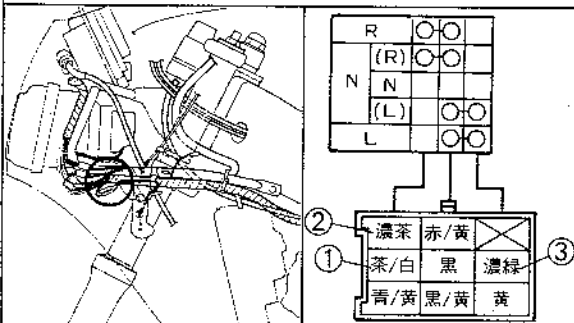 R
(R)
N
N
(L)
L
② 濃茶 赤/黄
① 茶/白 黒 濃緑 ③
青/黄 黒/黄 黄